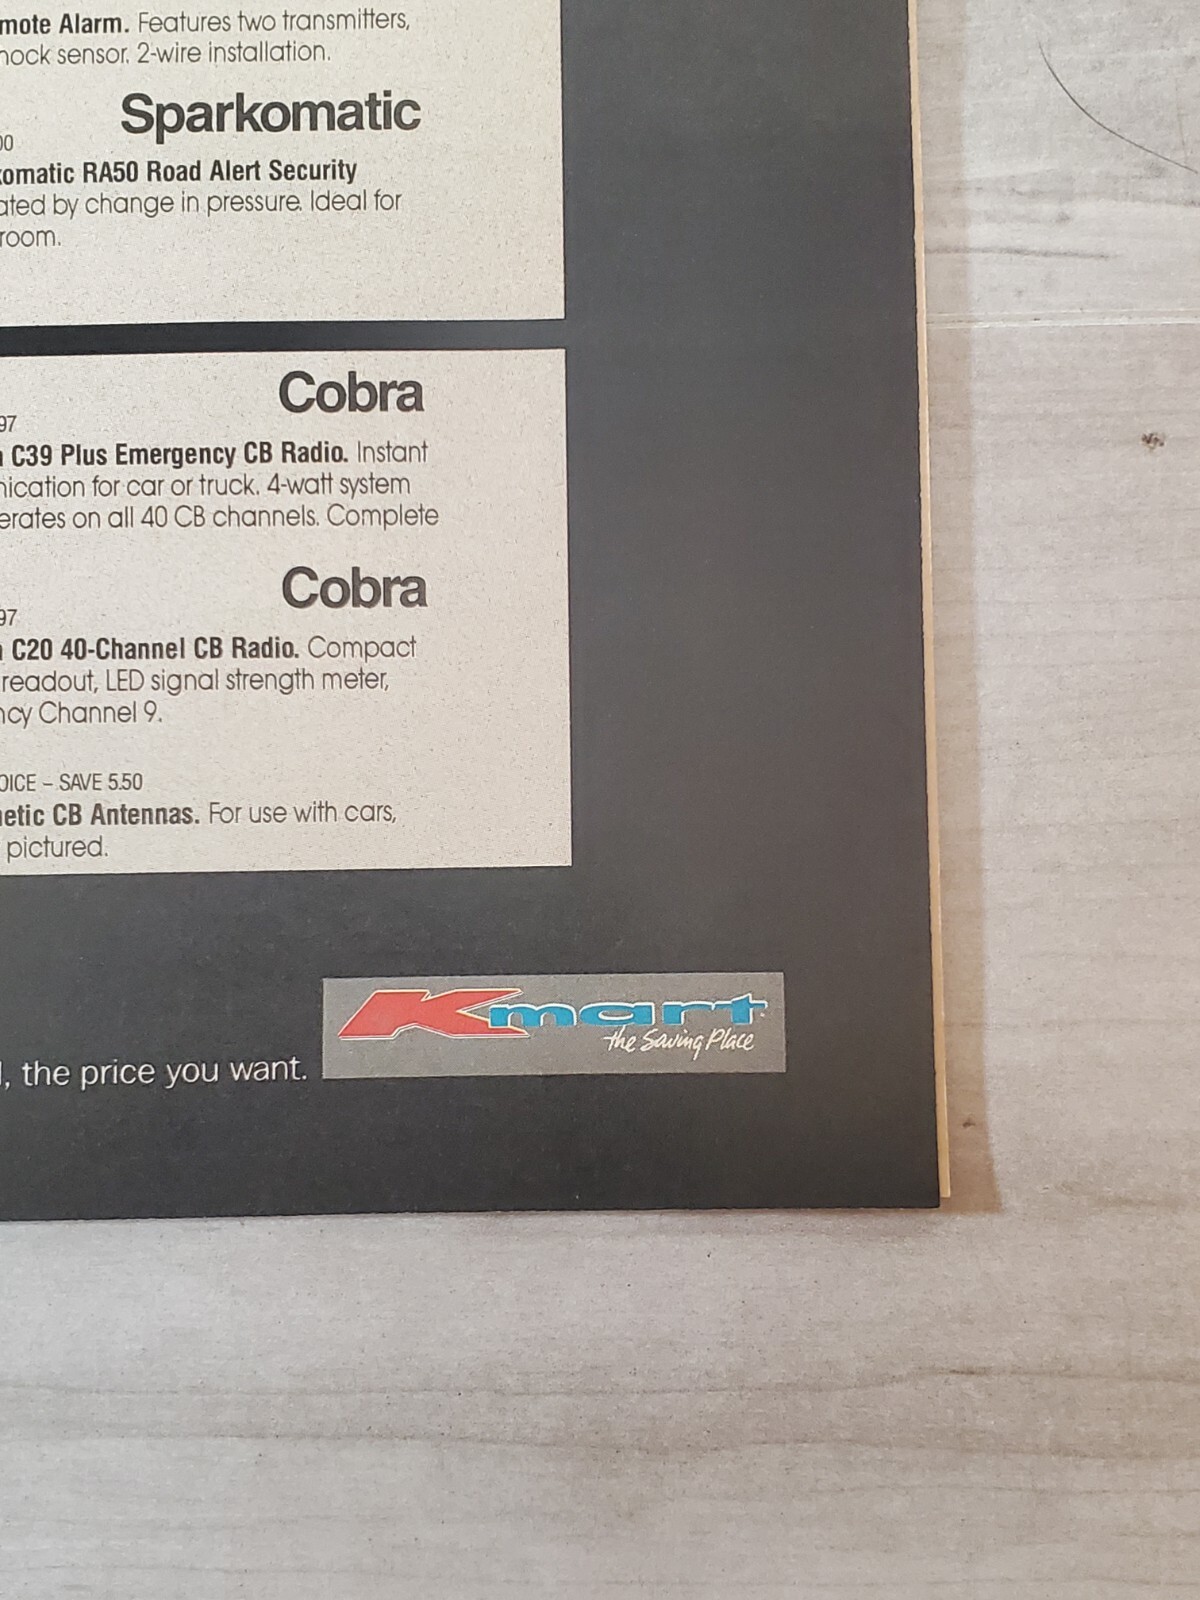 mote Alarm. Features two transmitters,
hock sensor. 2-wire installation.
Sparkomatic
00
komatic RA50 Road Alert Security
ated by change in pressure. Ideal for
room.
Cobra
97
C39 Plus Emergency CB Radio. Instant
nication for car or truck. 4-watt system
erates on all 40 CB channels. Complete
Cobra
97
C20 40-Channel CB Radio. Compact
readout, LED signal strength meter,
ncy Channel 9.
OICE – SAVE 5.50
netic CB Antennas. For use with cars,
pictured.
Kmart
the Saving Place
, the price you want.